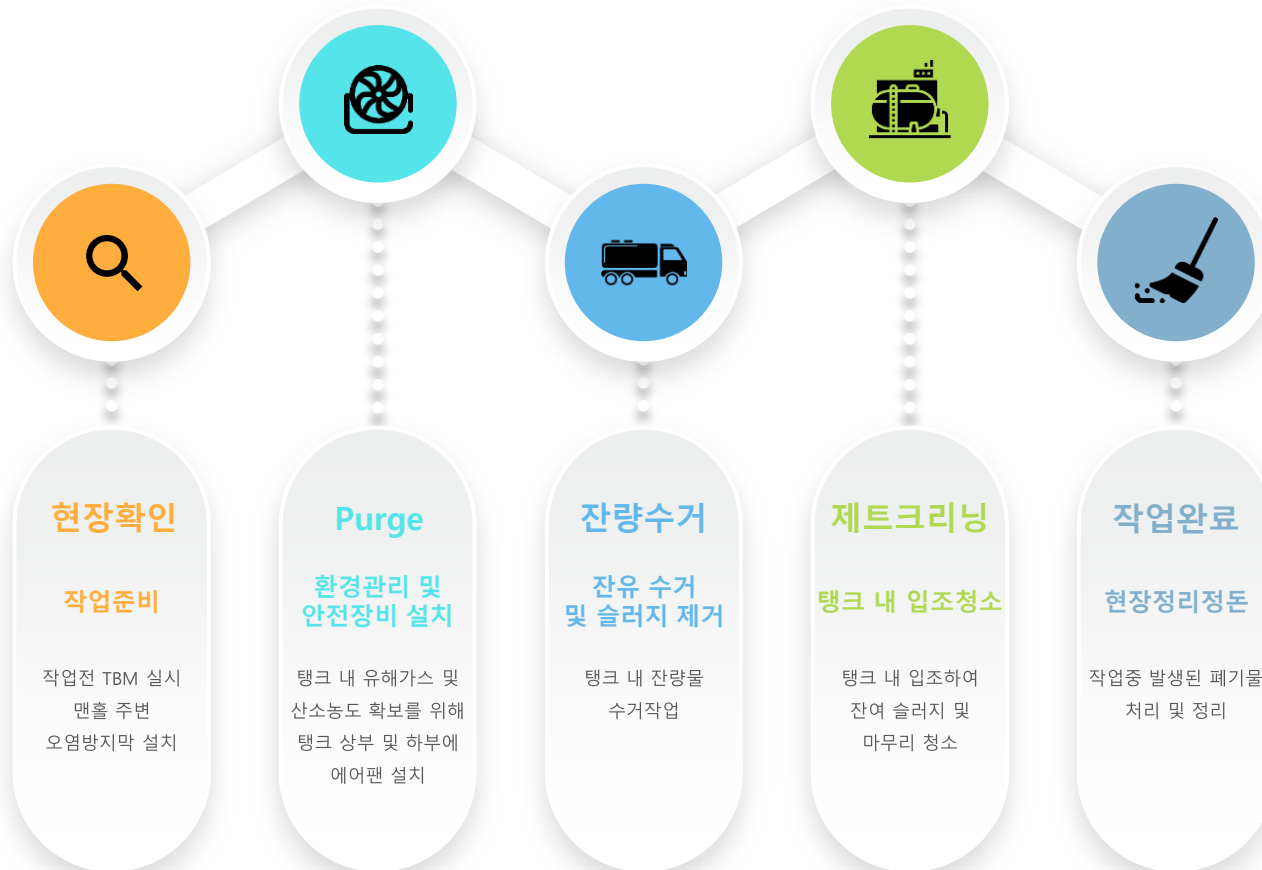 현장확인
작업준비
작업전 TBM 실시
맨홀 주변
오염방지막 설치
Purge
환경관리 및
안전장비 설치
탱크 내 유해가스 및
산소농도 확보를 위해
탱크 상부 및 하부에
에어팬 설치
잔량수거
잔유 수거
및 슬러지 제거
탱크 내 잔량물
수거작업
제트크리닝
탱크 내 입조청소
탱크 내 입조하여
잔여 슬러지 및
마무리 청소
작업완료
현장정리정돈
작업중 발생된 폐기물
처리 및 정리